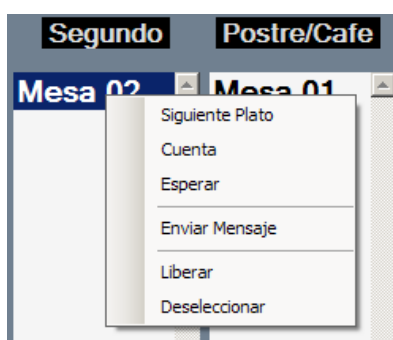 Segundo Postre/Cafe
Mesa 02 Mesa 01
Siguiente Plato
Cuenta
Esperar
Enviar Mensaje
Liberar
Deseleccionar